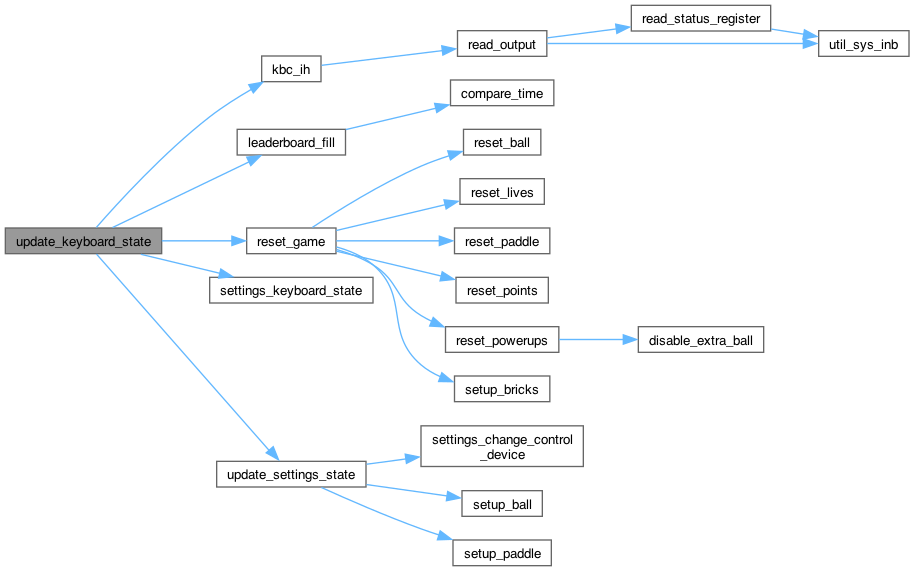 read_status_register
util_sys_inb
read_output
kbc_ih
compare_time
leaderboard_fill
reset_ball
reset_lives
update_keyboard_state
reset_game
reset_paddle
settings_keyboard_state
reset_points
reset_powerups
disable_extra_ball
setup_bricks
settings_change_control
_device
update_settings_state
setup_ball
setup_paddle